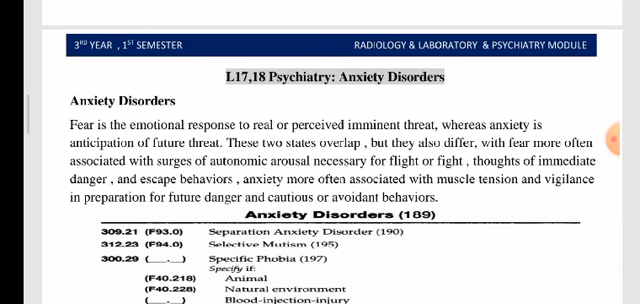 3RD YEAR , 1ST SEMESTER RADIOLOGY & LABORATORY & PSYCHIATRY MODULE
L17,18 Psychiatry: Anxiety Disorders
Anxiety Disorders
Fear is the emotional response to real or perceived imminent threat, whereas anxiety is
anticipation of future threat. These two states overlap , but they also differ, with fear more often
associated with surges of autonomic arousal necessary for flight or fight , thoughts of immediate
danger , and escape behaviors , anxiety more often associated with muscle tension and vigilance
in preparation for future danger and cautious or avoidant behaviors.
Anxiety Disorders (189)
309.21 (F93.0) Separation Anxiety Disorder (190)
312.23 (F94.0) Selective Mutism (195)
300.29 (__.__) Specific Phobia (197)
Specify if:
(F40.218) Animal
(F40.228) Natural environment
(__.__) Blood-injection-injury